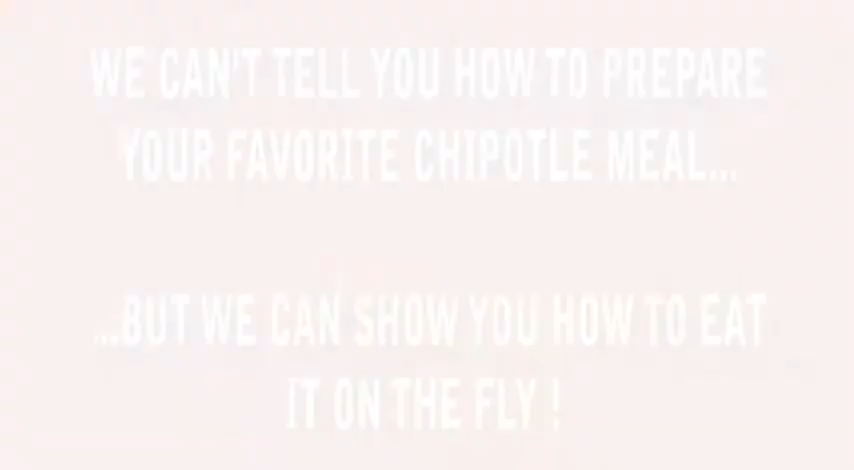 WE CAN'T TELL YOU HOW TO PREPARE
YOUR FAVORITE CHIPOTLE MEAL...
...BUT WE CAN SHOW YOU HOW TO EAT
IT ON THE FLY !